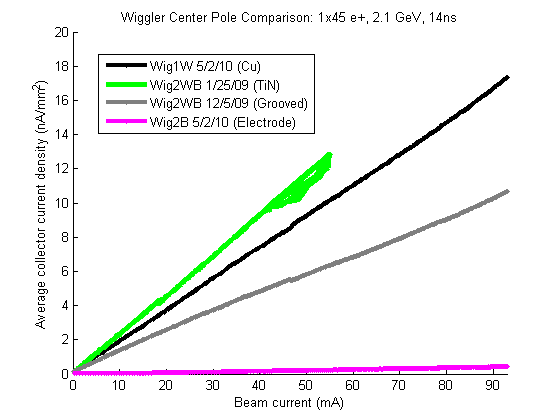 Wiggler Center Pole Comparison: 1x45 e+, 2.1 GeV, 14ns
20
18
16
14
12
10
8
6
4
2
0
Average collector current density (nA/mm²)
Wig1W 5/2/10 (Cu)
Wig2WB 1/25/09 (TiN)
Wig2WB 12/5/09 (Grooved)
Wig2B 5/2/10 (Electrode)
0 10 20 30 40 50 60 70 80 90
Beam current (mA)